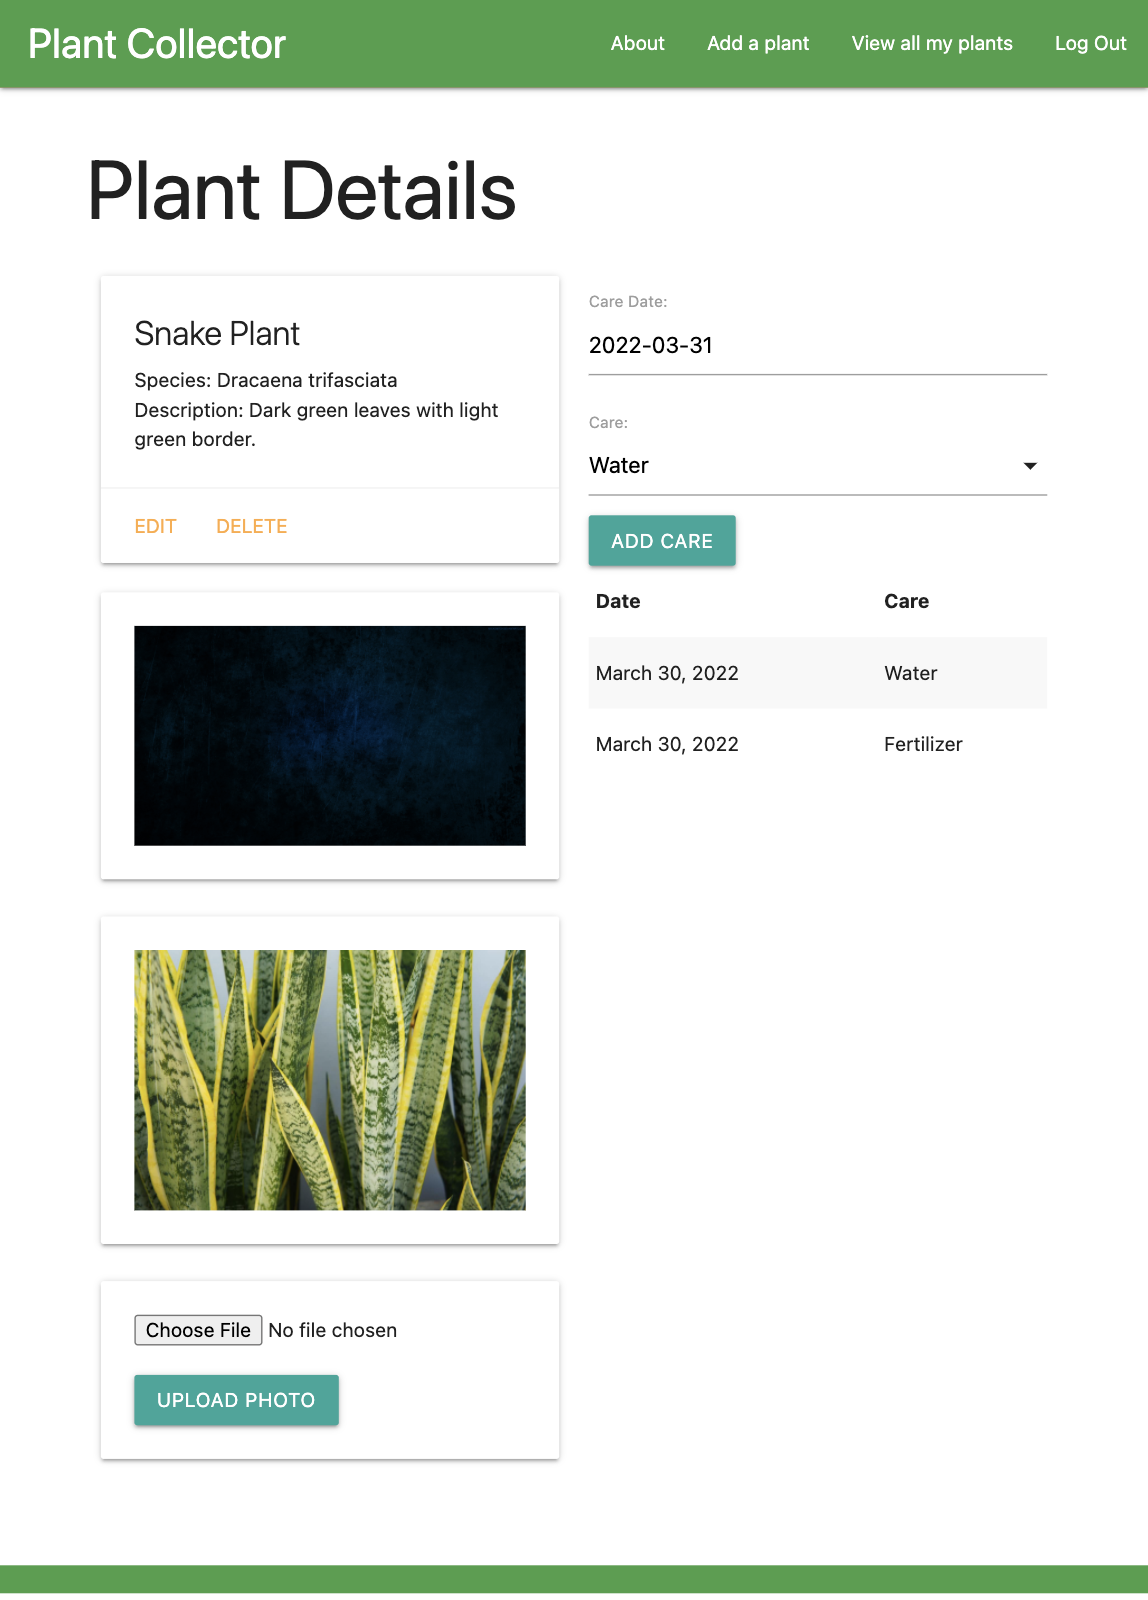 Plant Collector
About Add a plant View all my plants Log Out
Plant Details
Snake Plant
Species: Dracaena trifasciata
Description: Dark green leaves with light
green border.
EDIT DELETE
Care Date:
2022-03-31
Care:
Water
ADD CARE
Date Care
March 30, 2022 Water
March 30, 2022 Fertilizer
Choose File No file chosen
UPLOAD PHOTO